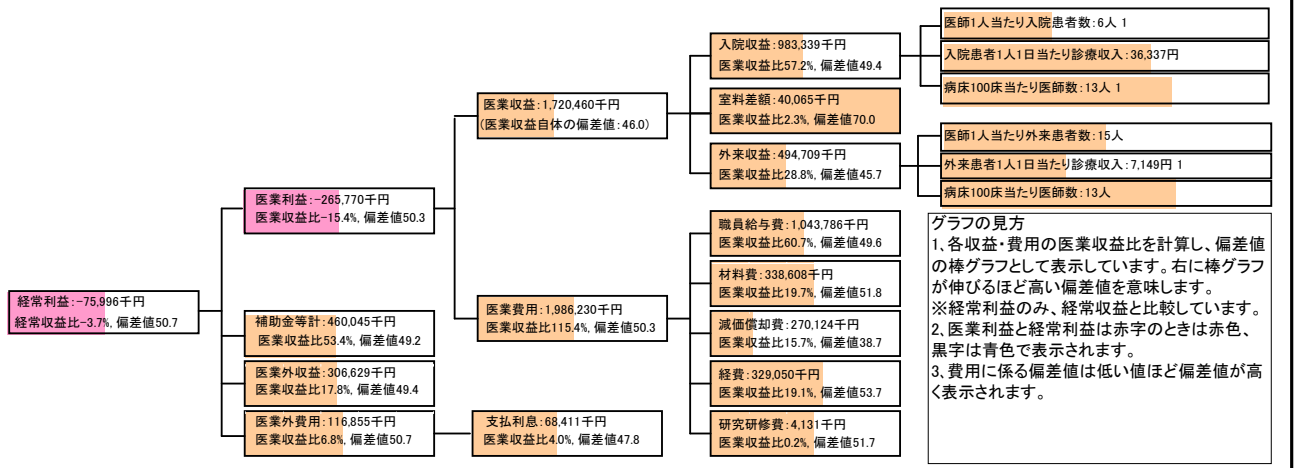 経常利益:-75,996千円
経常収益比-3.7%, 偏差値50.7
医業利益:-265,770千円
医業収益比-15.4%, 偏差値50.3
補助金等計:460,045千円
医業収益比53.4%, 偏差値49.2
医業外収益:306,629千円
医業収益比17.8%, 偏差値49.4
医業外費用:116,855千円
医業収益比6.8%, 偏差値50.7
医業収益:1,720,460千円
(医業収益自体の偏差値:46.0)
医業費用:1,986,230千円
医業収益比115.4%, 偏差値50.3
支払利息:68,411千円
医業収益比4.0%, 偏差値47.8
入院収益:983,339千円
医業収益比57.2%, 偏差値49.4
室料差額:40,065千円
医業収益比2.3%, 偏差値70.0
外来収益:494,709千円
医業収益比28.8%, 偏差値45.7
職員給与費:1,043,786千円
医業収益比60.7%, 偏差値49.6
材料費:338,608千円
医業収益比19.7%, 偏差値51.8
減価償却費:270,124千円
医業収益比15.7%, 偏差値38.7
経費:329,050千円
医業収益比19.1%, 偏差値53.7
研究研修費:4,131千円
医業収益比0.2%, 偏差値51.7
医師1人当たり入院患者数:6人 1
入院患者1人1日当たり診療収入:36,337円
病床100床当たり医師数:13人 1
医師1人当たり外来患者数:15人
外来患者1人1日当たり診療収入:7,149円 1
病床100床当たり医師数:13人
グラフの見方
1、各収益・費用の医業収益比を計算し、偏差値
の棒グラフとして表示しています。右に棒グラフ
が伸びるほど高い偏差値を意味します。
※経常利益のみ、経常収益と比較しています。
2、医業利益と経常利益は赤字のときは赤色、
黒字は青色で表示されます。
3、費用に係る偏差値は低い値ほど偏差値が高
く表示されます。